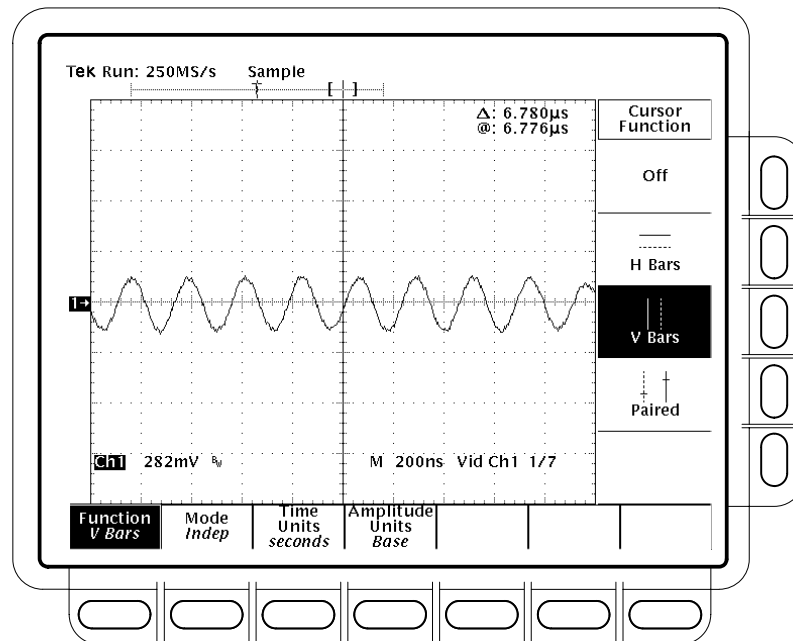 Tek Run: 250MS/s Sample
T
[ ]
Δ: 6.780µs
@: 6.776µs
Cursor
Function
Off
H Bars
V Bars
Paired
1→
Ch1 282mV BW M 200ns Vid Ch1 1/7
Function
V Bars
Mode
Indep
Time
Units
seconds
Amplitude
Units
Base